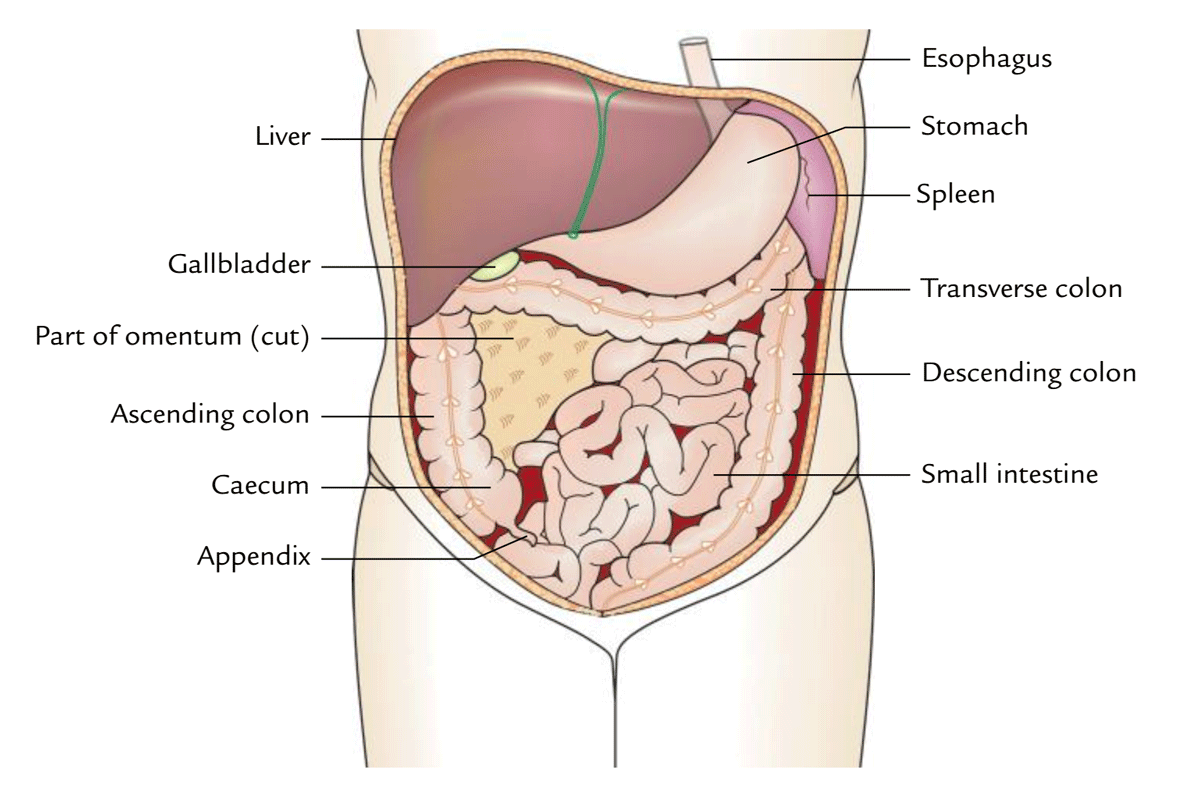 Esophagus
Liver
Stomach
Spleen
Gallbladder
Transverse colon
Part of omentum (cut)
Descending colon
Ascending colon
Small intestine
Caecum
Appendix